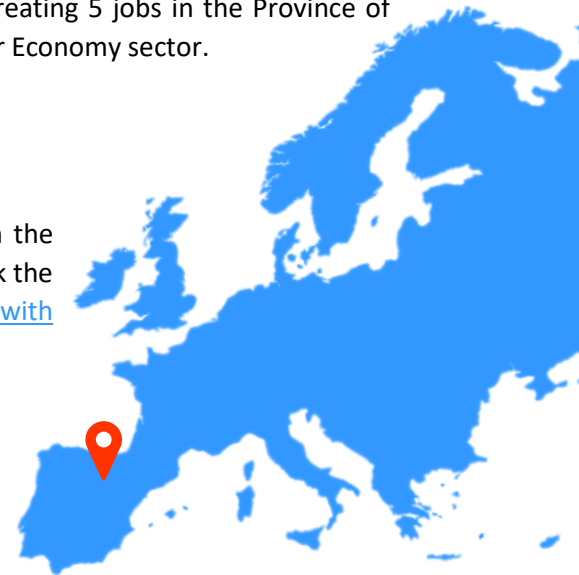 reating 5 jobs in the Province of
r Economy sector.
the
k the
with